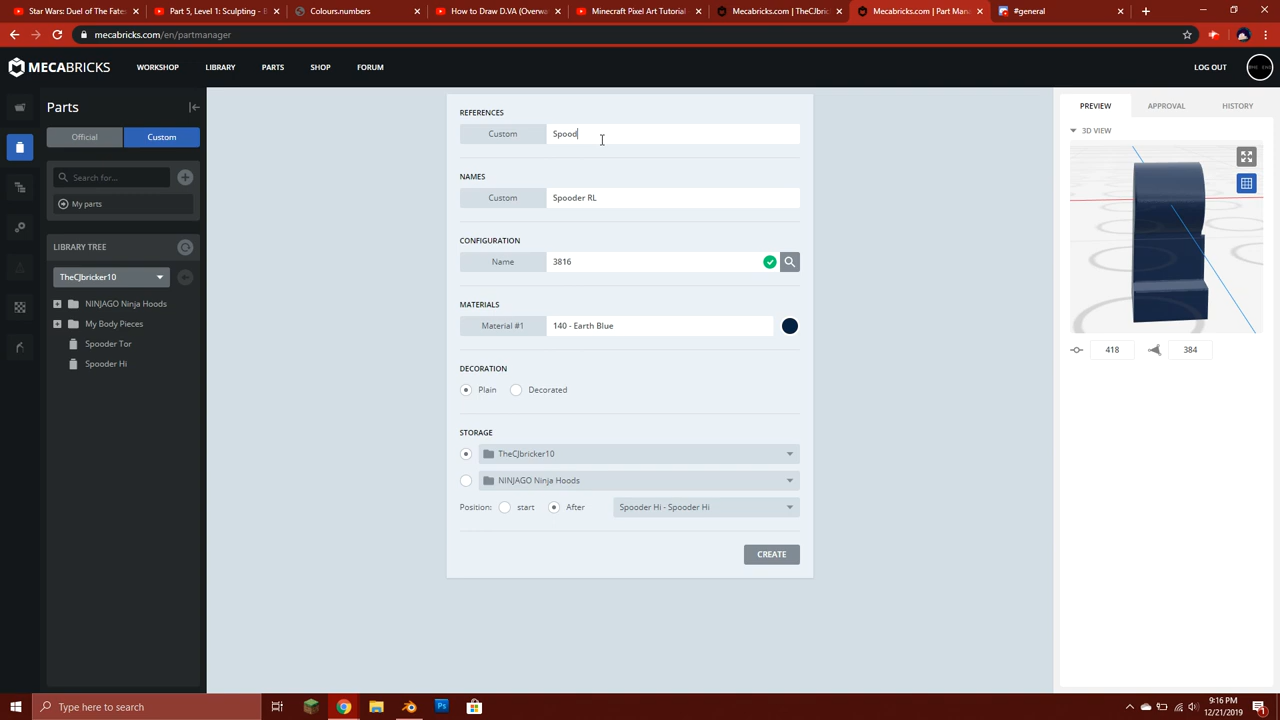 Star Wars: Duel of The Fates
Part 5, Level 1: Sculpting -
Colours.numbers
How to Draw D.VA (Overw
Minecraft Pixel Art Tutorial
Mecabricks.com | TheCJbric
Mecabricks.com | Part Man
#general
mecabricks.com/en/partmanager
MECABRICKS
WORKSHOP
LIBRARY
PARTS
SHOP
FORUM
LOG OUT
Parts
Official
Custom
Search for...
My parts
LIBRARY TREE
TheCJbricker10
NINJAGO Ninja Hoods
My Body Pieces
Spooder Tor
Spooder Hi
REFERENCES
Custom
Spood
NAMES
Custom
Spooder RL
CONFIGURATION
Name
3816
MATERIALS
Material #1
140 - Earth Blue
DECORATION
Plain
Decorated
STORAGE
TheCJbricker10
NINJAGO Ninja Hoods
Position:
start
After
Spooder Hi - Spooder Hi
CREATE
PREVIEW
APPROVAL
HISTORY
3D VIEW
418
384
Type here to search
9:16 PM
12/21/2019